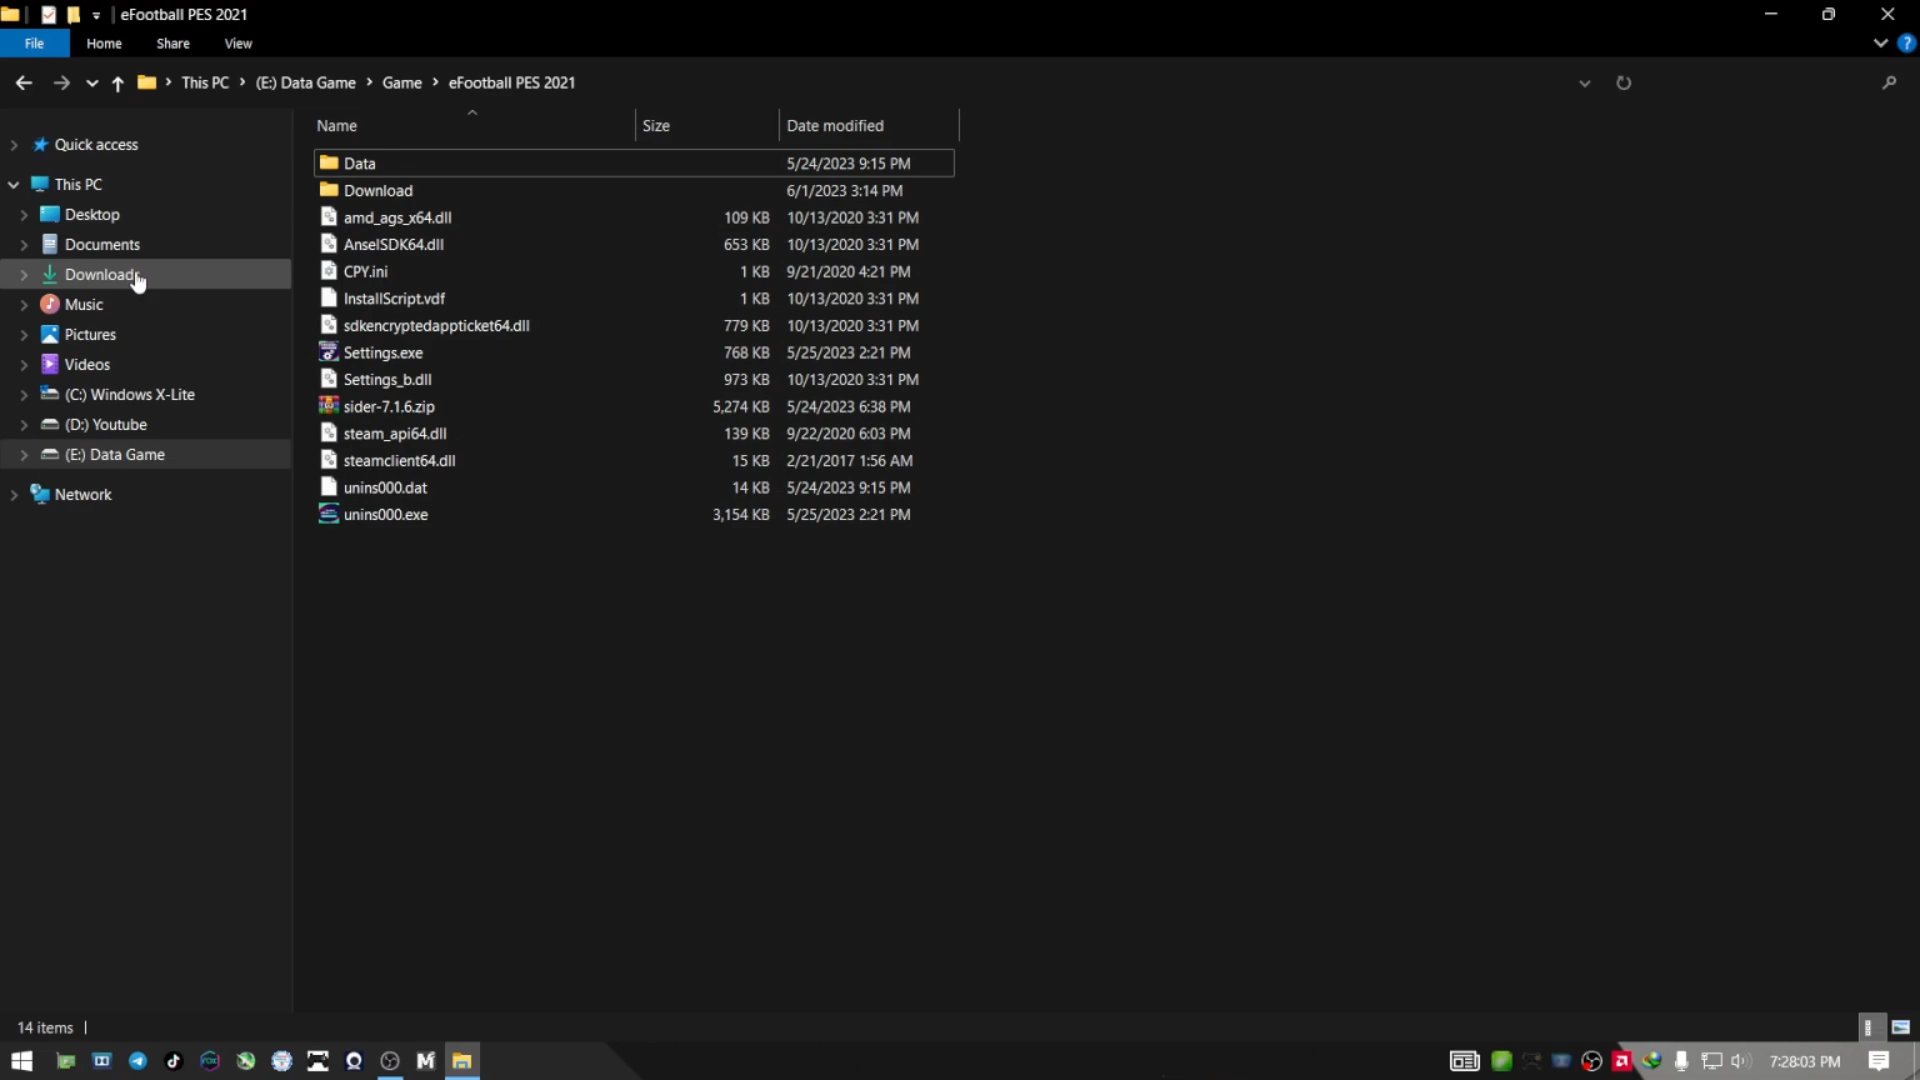 eFootball PES 2021
File Home Share View
This PC > (E:) Data Game > Game > eFootball PES 2021
Name Size Date modified
Quick access
This PC
Desktop
Documents
Downloads
Music
Pictures
Videos
(C:) Windows X-Lite
(D:) Youtube
(E:) Data Game
Network
Data 5/24/2023 9:15 PM
Download 6/1/2023 3:14 PM
amd_ags_x64.dll 109 KB 10/13/2020 3:31 PM
AnselSDK64.dll 653 KB 10/13/2020 3:31 PM
CPY.ini 1 KB 9/21/2020 4:21 PM
InstallScript.vdf 1 KB 10/13/2020 3:31 PM
sdkencryptedappticket64.dll 779 KB 10/13/2020 3:31 PM
Settings.exe 768 KB 5/25/2023 2:21 PM
Settings_b.dll 973 KB 10/13/2020 3:31 PM
sider-7.1.6.zip 5,274 KB 5/24/2023 6:38 PM
steam_api64.dll 139 KB 9/22/2020 6:03 PM
steamclient64.dll 15 KB 2/21/2017 1:56 AM
unins000.dat 14 KB 5/24/2023 9:15 PM
unins000.exe 3,154 KB 5/25/2023 2:21 PM
14 items
7:28:03 PM